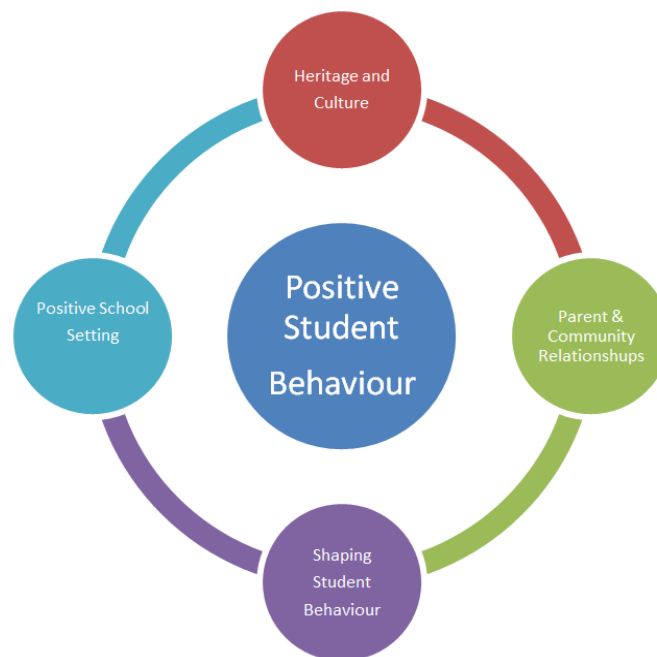 Heritage and
Culture
Positive School
Setting
Positive
Student
Behaviour
Parent &
Community
Relationshups
Shaping
Student
Behaviour